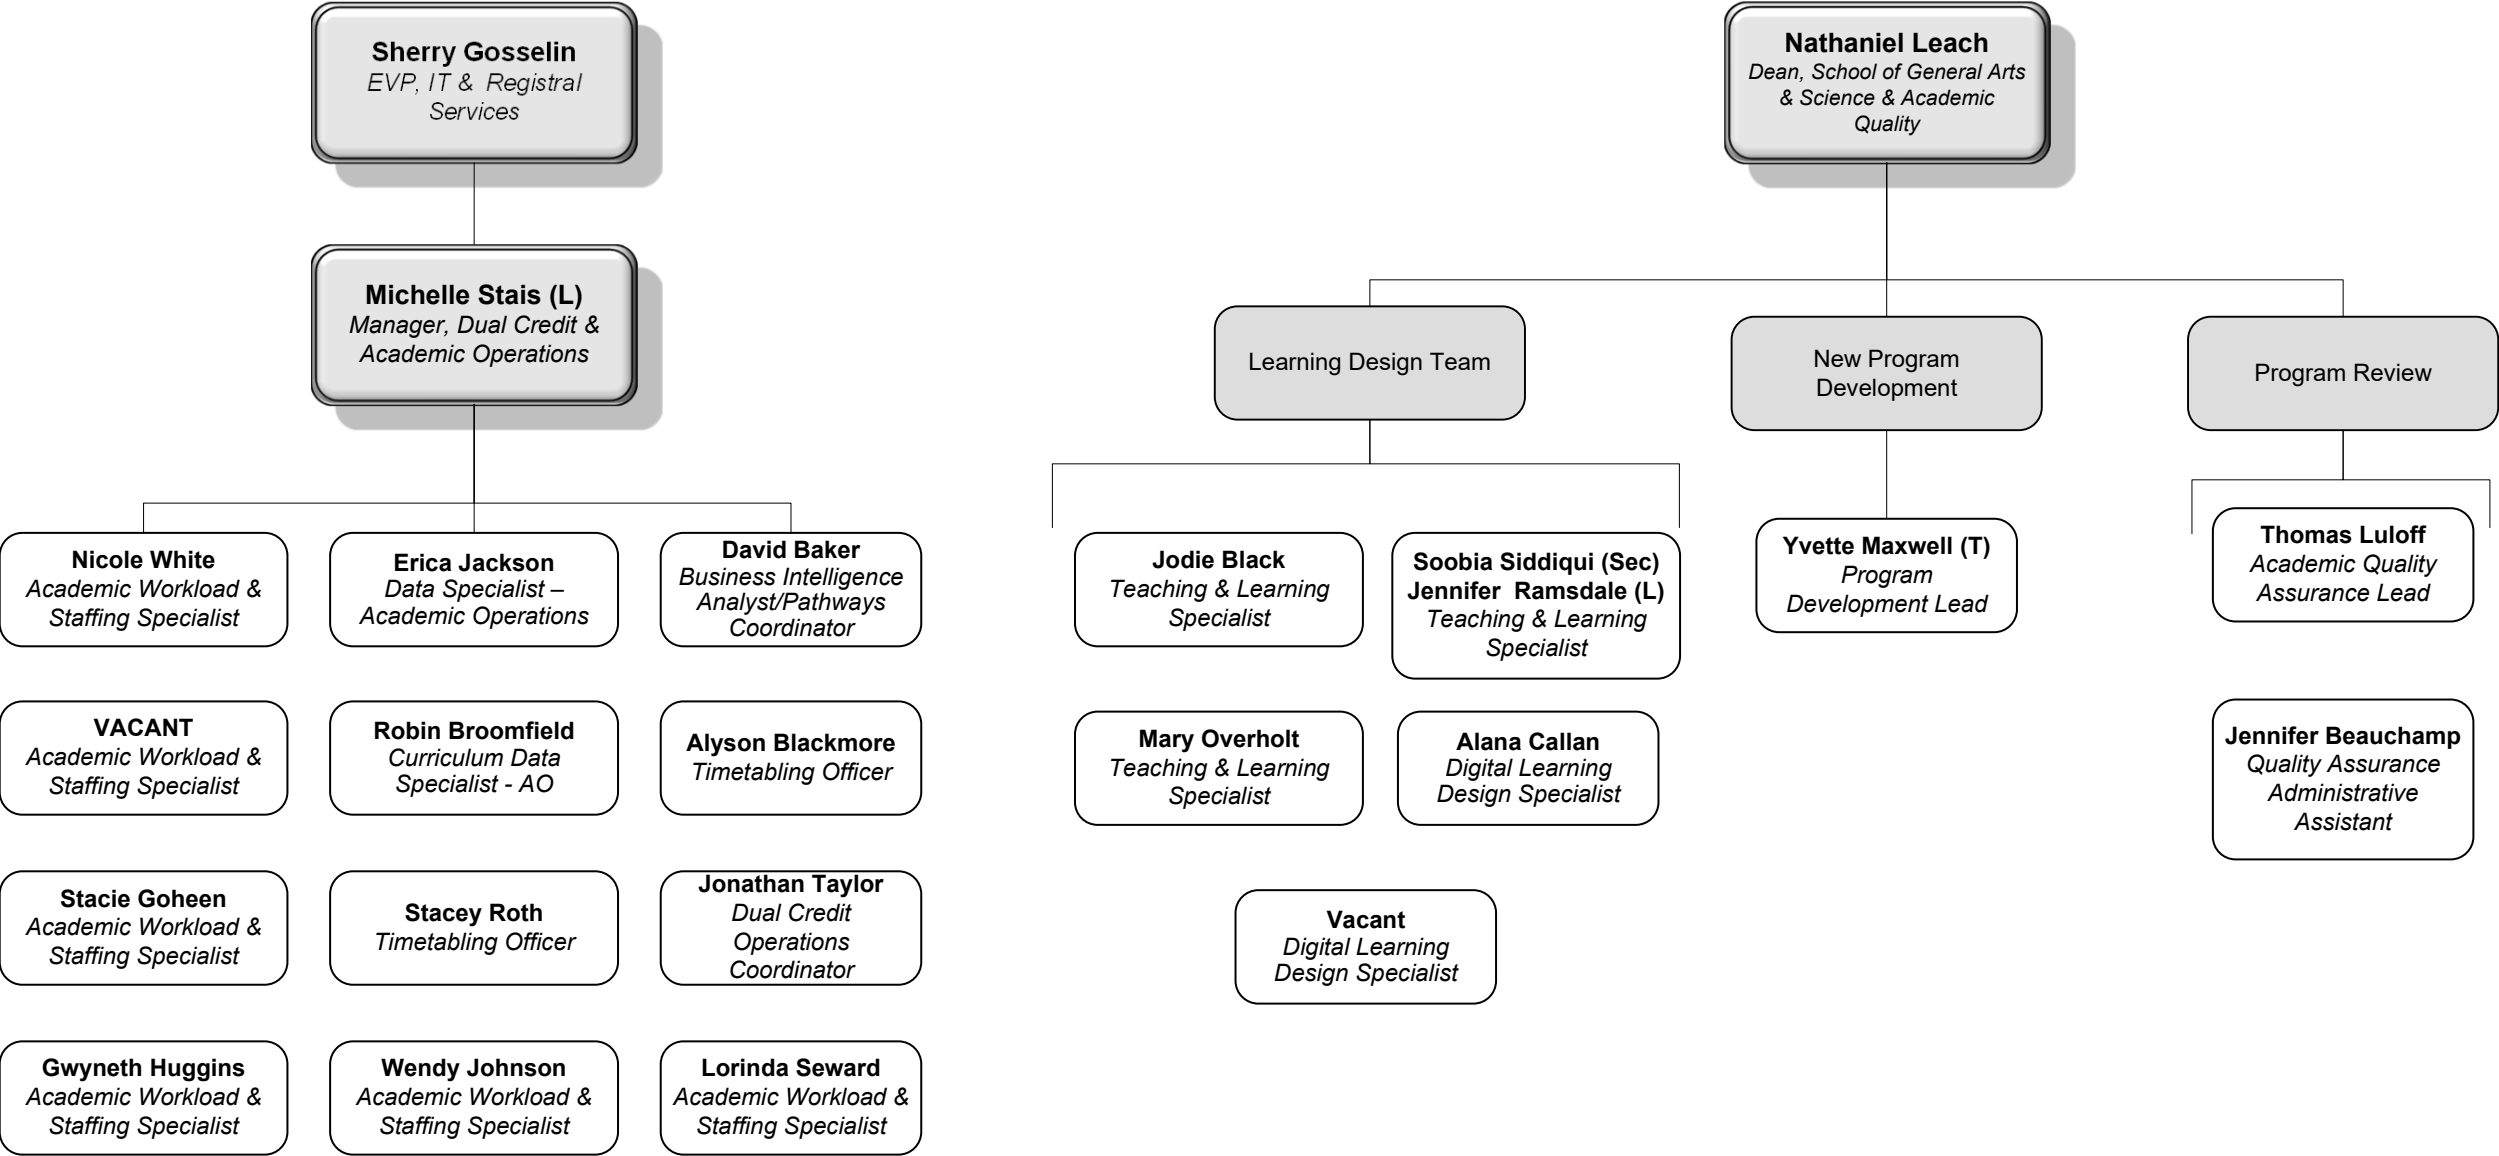 Sherry Gosselin
EVP, IT & Registral
Services
Michelle Stais (L)
Manager, Dual Credit &
Academic Operations
Nicole White
Academic Workload &
Staffing Specialist
Erica Jackson
Data Specialist –
Academic Operations
David Baker
Business Intelligence
Analyst/Pathways
Coordinator
VACANT
Academic Workload &
Staffing Specialist
Robin Broomfield
Curriculum Data
Specialist - AO
Alyson Blackmore
Timetabling Officer
Stacie Goheen
Academic Workload &
Staffing Specialist
Stacey Roth
Timetabling Officer
Jonathan Taylor
Dual Credit
Operations
Coordinator
Gwyneth Huggins
Academic Workload &
Staffing Specialist
Wendy Johnson
Academic Workload &
Staffing Specialist
Lorinda Seward
Academic Workload &
Staffing Specialist
Nathaniel Leach
Dean, School of General Arts
& Science & Academic
Quality
Learning Design Team
New Program
Development
Program Review
Jodie Black
Teaching & Learning
Specialist
Soobia Siddiqui (Sec)
Jennifer Ramsdale (L)
Teaching & Learning
Specialist
Mary Overholt
Teaching & Learning
Specialist
Alana Callan
Digital Learning
Design Specialist
Vacant
Digital Learning
Design Specialist
Yvette Maxwell (T)
Program
Development Lead
Thomas Luloff
Academic Quality
Assurance Lead
Jennifer Beauchamp
Quality Assurance
Administrative
Assistant